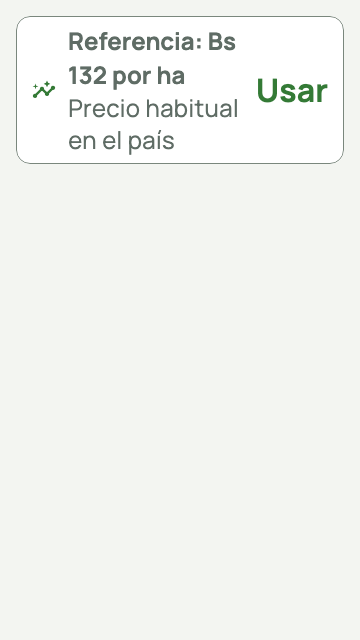 Referencia: Bs
132 por ha
Precio habitual
en el país
Usar